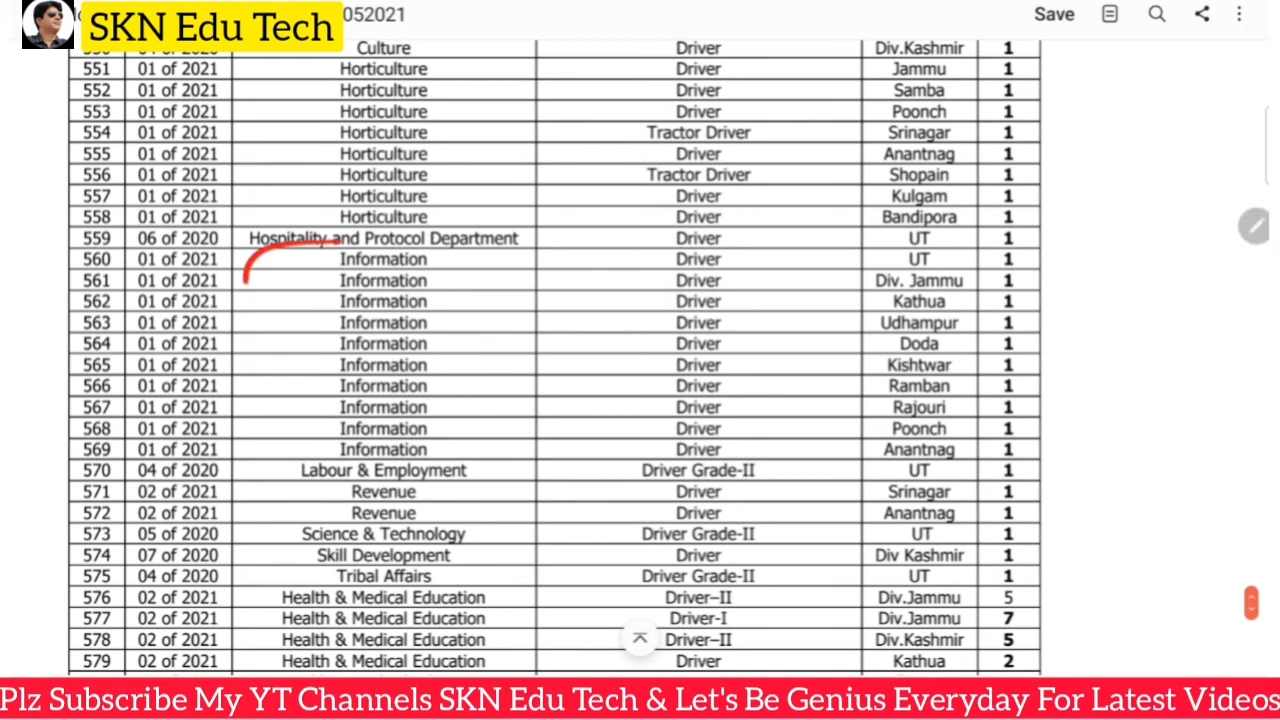 SKN Edu Tech
052021
Save
Culture Driver Div.Kashmir 1
551 01 of 2021 Horticulture Driver Jammu 1
552 01 of 2021 Horticulture Driver Samba 1
553 01 of 2021 Horticulture Driver Poonch 1
554 01 of 2021 Horticulture Tractor Driver Srinagar 1
555 01 of 2021 Horticulture Driver Anantnag 1
556 01 of 2021 Horticulture Tractor Driver Shopain 1
557 01 of 2021 Horticulture Driver Kulgam 1
558 01 of 2021 Horticulture Driver Bandipora 1
559 06 of 2020 Hospitality and Protocol Department Driver UT 1
560 01 of 2021 Information Driver UT 1
561 01 of 2021 Information Driver Div. Jammu 1
562 01 of 2021 Information Driver Kathua 1
563 01 of 2021 Information Driver Udhampur 1
564 01 of 2021 Information Driver Doda 1
565 01 of 2021 Information Driver Kishtwar 1
566 01 of 2021 Information Driver Ramban 1
567 01 of 2021 Information Driver Rajouri 1
568 01 of 2021 Information Driver Poonch 1
569 01 of 2021 Information Driver Anantnag 1
570 04 of 2020 Labour & Employment Driver Grade-II UT 1
571 02 of 2021 Revenue Driver Srinagar 1
572 02 of 2021 Revenue Driver Anantnag 1
573 05 of 2020 Science & Technology Driver Grade-II UT 1
574 07 of 2020 Skill Development Driver Div Kashmir 1
575 04 of 2020 Tribal Affairs Driver Grade-II UT 1
576 02 of 2021 Health & Medical Education Driver–II Div.Jammu 5
577 02 of 2021 Health & Medical Education Driver-I Div.Jammu 7
578 02 of 2021 Health & Medical Education Driver–II Div.Kashmir 5
579 02 of 2021 Health & Medical Education Driver Kathua 2
Plz Subscribe My YT Channels SKN Edu Tech & Let's Be Genius Everyday For Latest Videos